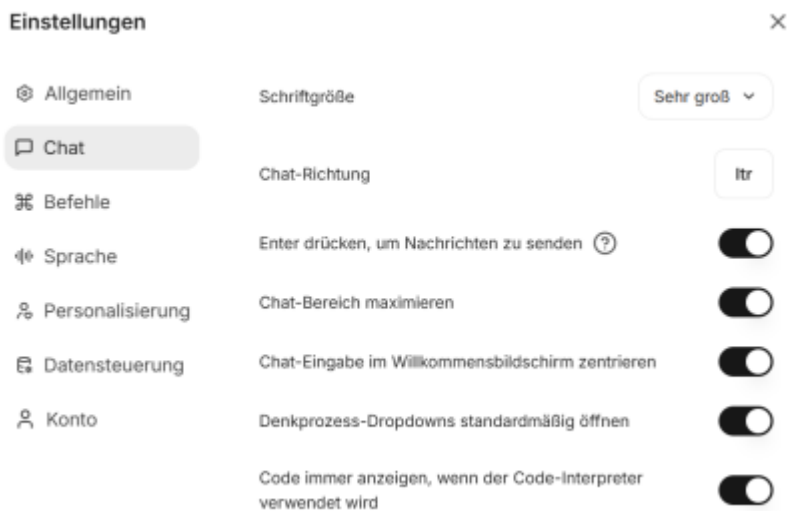 Einstellungen
Allgemein
Chat
Befehle
Sprache
Personalisierung
Datensteuerung
Konto
Schriftgröße
Sehr groß
Chat-Richtung
ltr
Enter drücken, um Nachrichten zu senden ?
Chat-Bereich maximieren
Chat-Eingabe im Willkommensbildschirm zentrieren
Denkprozess-Dropdowns standardmäßig öffnen
Code immer anzeigen, wenn der Code-Interpreter
verwendet wird